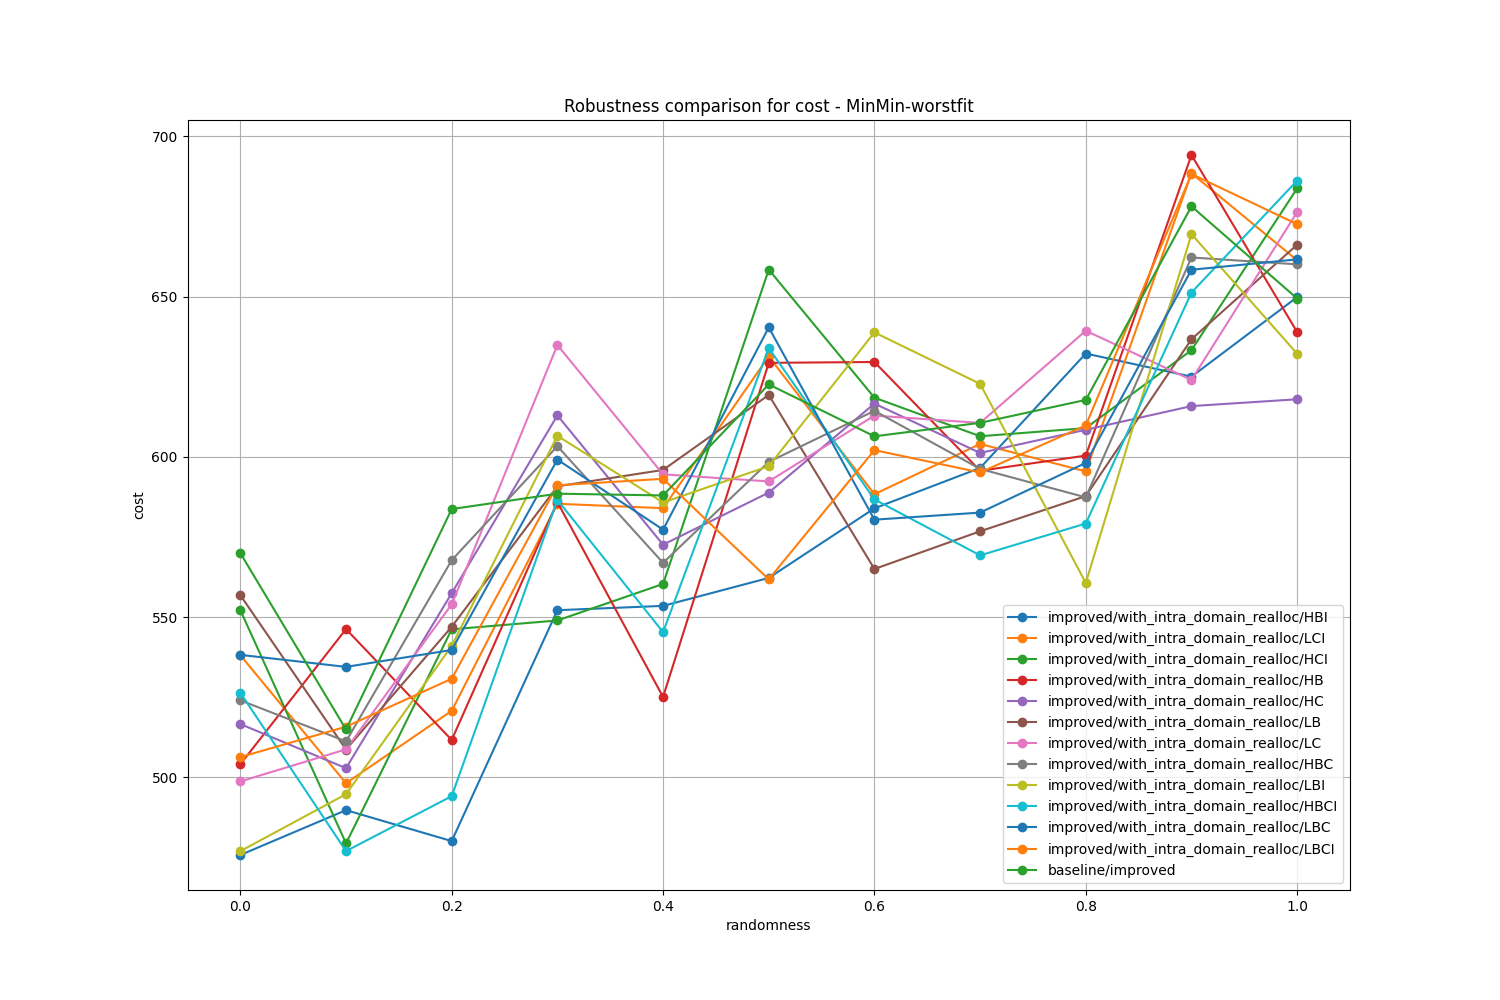 Robustness comparison for cost - MinMin-worstfit
700
650
600
550
500
cost
0.0
0.2
0.4
0.6
0.8
1.0
randomness
improved/with_intra_domain_realloc/HBI
improved/with_intra_domain_realloc/LCI
improved/with_intra_domain_realloc/HCI
improved/with_intra_domain_realloc/HB
improved/with_intra_domain_realloc/HC
improved/with_intra_domain_realloc/LB
improved/with_intra_domain_realloc/LC
improved/with_intra_domain_realloc/HBC
improved/with_intra_domain_realloc/LBI
improved/with_intra_domain_realloc/HBCI
improved/with_intra_domain_realloc/LBC
improved/with_intra_domain_realloc/LBCI
baseline/improved